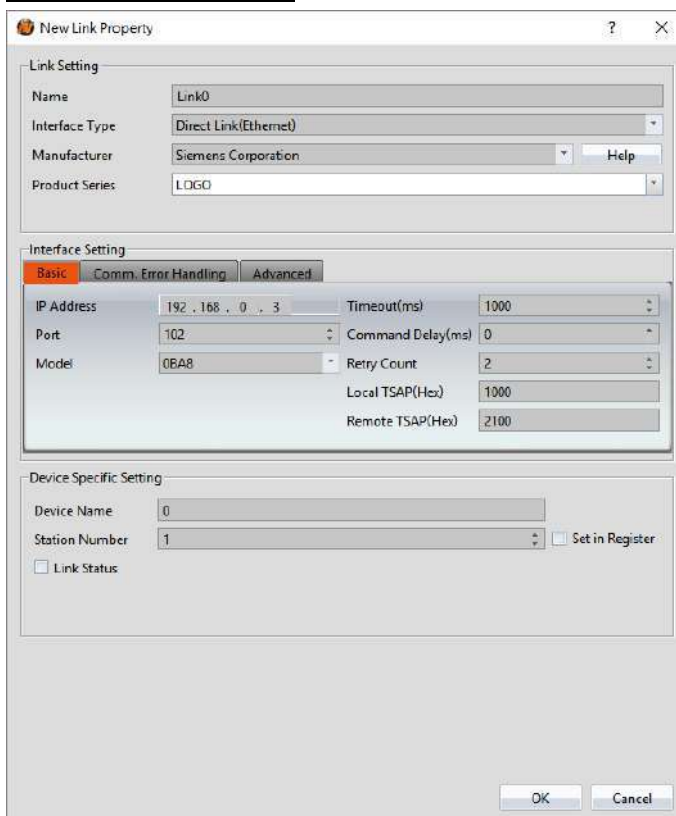 New Link Property ? X
Link Setting
Name Link0
Interface Type Direct Link(Ethernet)
Manufacturer Siemens Corporation Help
Product Series LOGO
Interface Setting
Basic Comm. Error Handling Advanced
IP Address 192 . 168 . 0 . 3 Timeout(ms) 1000
Port 102 Command Delay(ms) 0
Model 0BA8 Retry Count 2
Local TSAP(Hex) 1000
Remote TSAP(Hex) 2100
Device Specific Setting
Device Name 0
Station Number 1 Set in Register
Link Status
OK Cancel